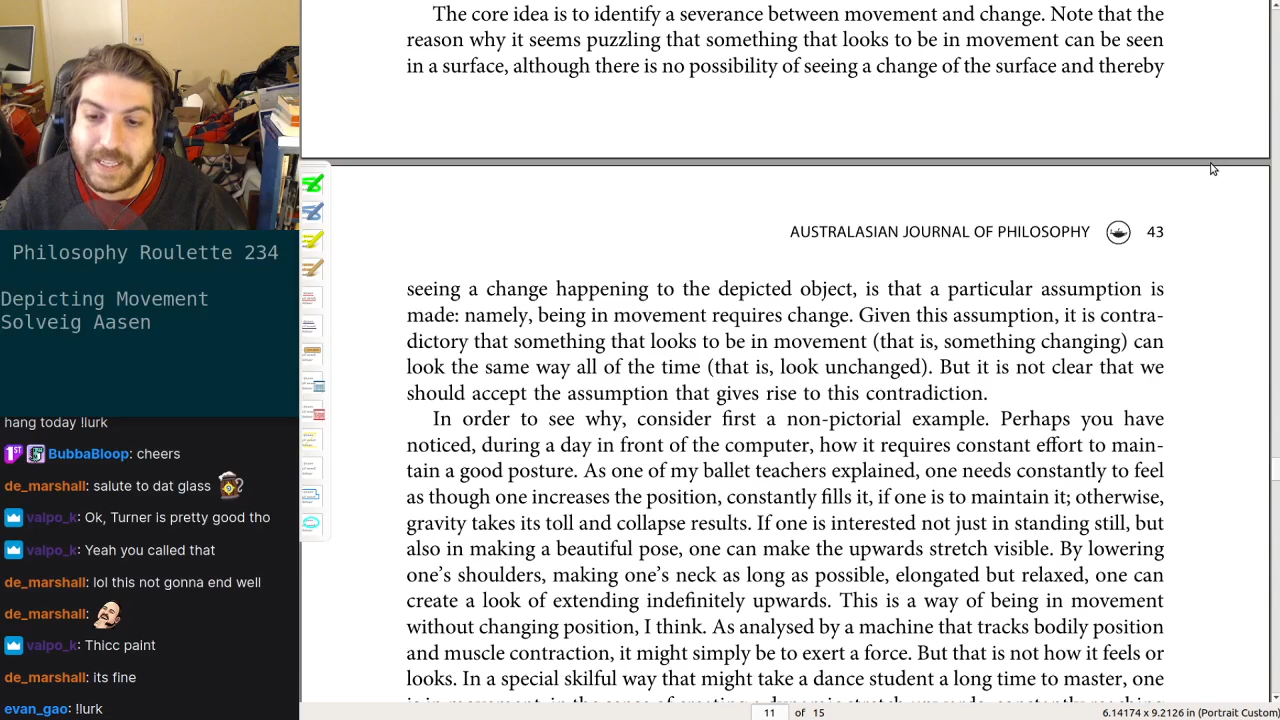 The core idea is to identify a severance between movement and change. Note that the
reason why it seems puzzling that something that looks to be in movement can be seen
in a surface, although there is no possibility of seeing a change of the surface and thereby
AUSTRALASIAN JOURNAL OF PHILOSOPHY 43
seeing a change happening to the depicted object, is that a particular assumption is
made: namely, being in movement requires change. Given this assumption, it is contra-
dictory that something that looks to be in movement (that is, something changing) can
look the same way all of the time (that is, look unchanged). But it is not clear that we
should accept the assumption that gives rise to the contradiction.
In order to see why, consider first a non-pictorial example. Perhaps you have
noticed, during a day in front of the computer, that it requires constant effort to main-
tain a good posture. As one of my ballet teachers explained, one needs constantly to feel
as though one increases the position, constantly so it, if one is to remain in it; otherwise,
gravity takes its toll and collapse results. If one is interested not just in standing still, but
also in making a beautiful pose, one can make the upwards stretch visible. By lowering
one's shoulders, making one's neck as long as possible, elongated but relaxed, one can
create a look of extending indefinitely upwards. This is a way of being in movement
without changing position, I think. As analysed by a machine that tracks bodily position
and muscle contraction, it might simply be to exert a force. But that is not how it feels or
looks. In a special skilful way that might take a dance student a long time to master, one
11 of 15
6.14174 x 9.2126 in (Portrait Custom)
Philosophy Roulette 234
Depicting Movement
Solveig Aasen
hang today !lurk
1ST BubbaBloop: cheers
de_marshall: salute to dat glass
valpo_k: Ok, Turner is pretty good tho
valpo_k: Yeah you called that
de_marshall: lol this not gonna end well
de_marshall:
valpo_k: Thicc paint
de_marshall: its fine
evan_gao: !lurk